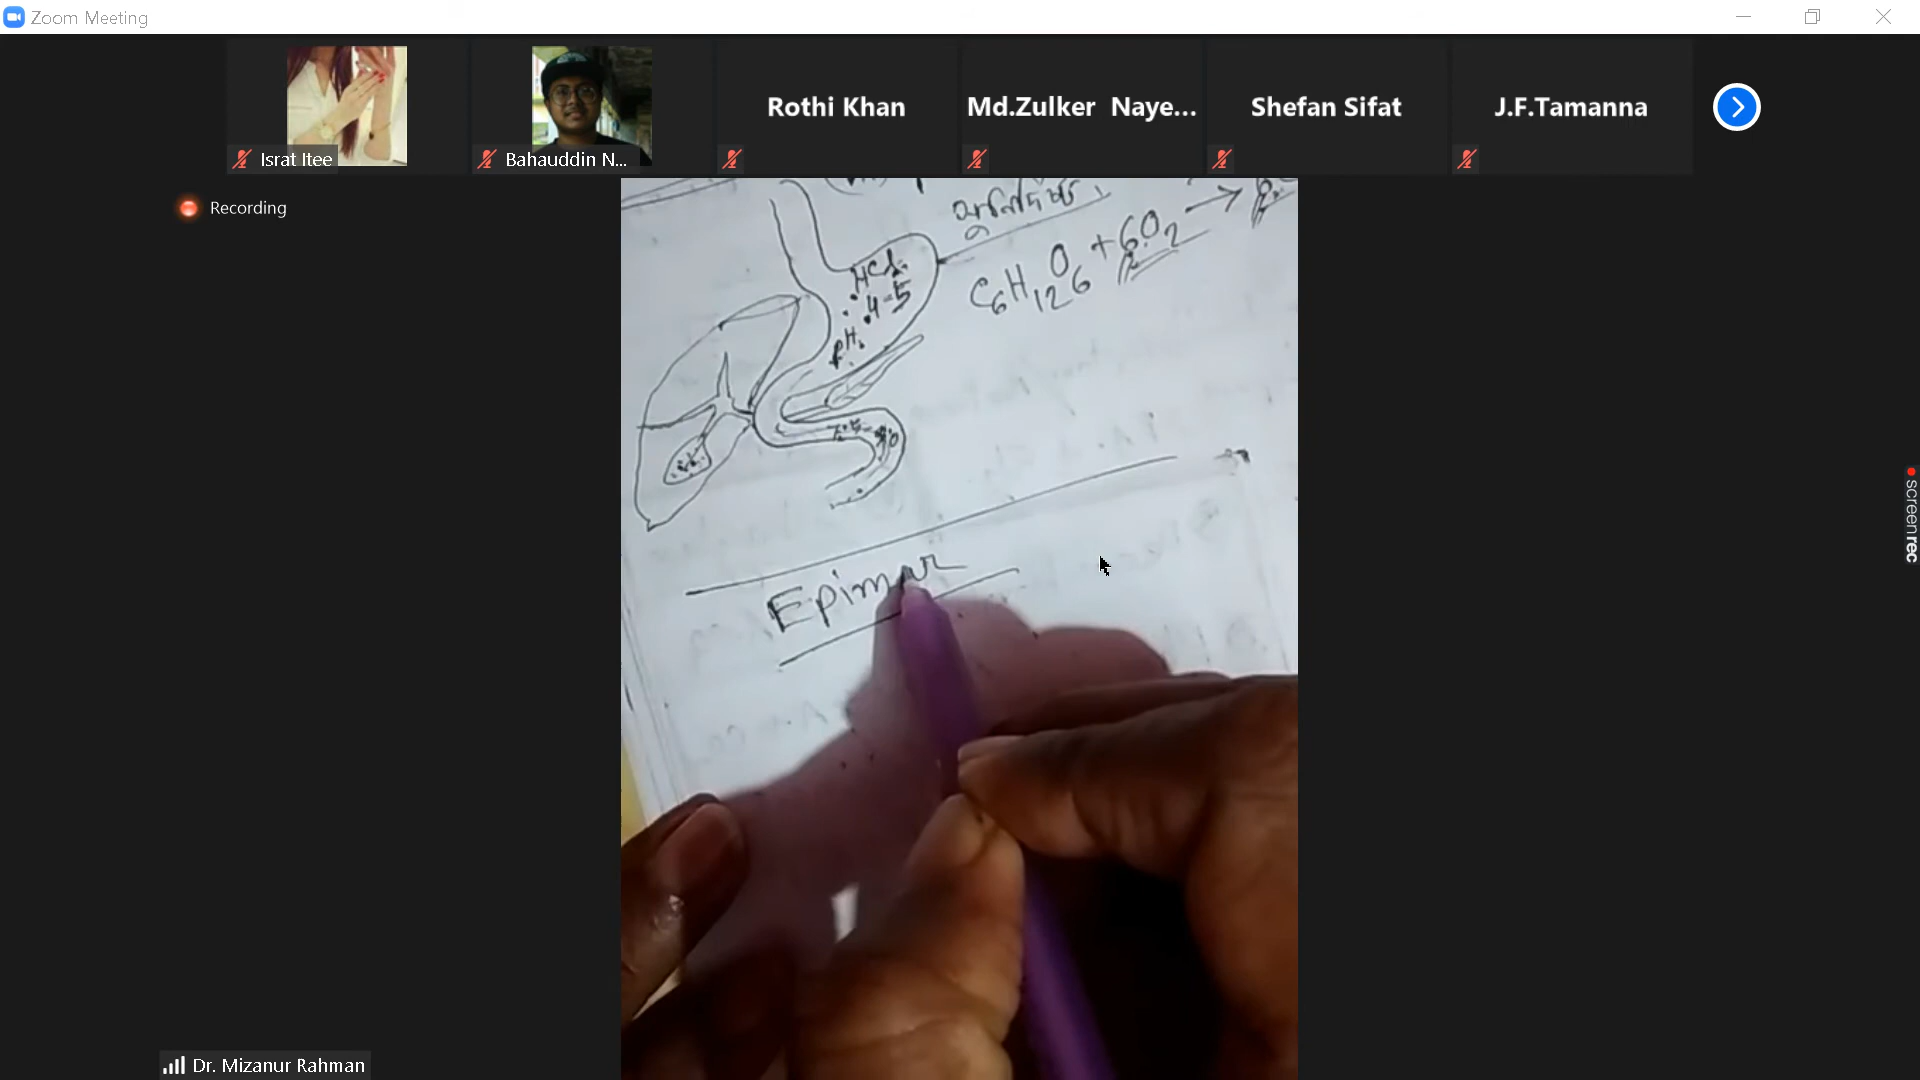 Zoom Meeting
Israt Itee
Bahauddin N...
Rothi Khan
Md.Zulker Naye...
Shefan Sifat
J.F.Tamanna
Recording
C6H12O6 + 6O2 →
HCl
4-5
PH
Epimer
screenrec
Dr. Mizanur Rahman